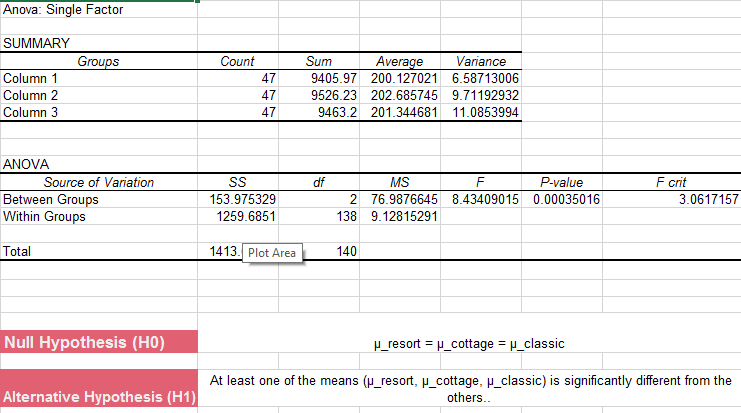 Anova: Single Factor
SUMMARY
Groups Count Sum Average Variance
Column 1 47 9405.97 200.127021 6.58713006
Column 2 47 9526.23 202.685745 9.71192932
Column 3 47 9463.2 201.344681 11.0853994
ANOVA
Source of Variation SS df MS F P-value F crit
Between Groups 153.975329 2 76.9876645 8.43409015 0.00035016 3.0617157
Within Groups 1259.6851 138 9.12815291
Total 1413. Plot Area 140
Null Hypothesis (H0) μ_resort = μ_cottage = μ_classic
At least one of the means (μ_resort, μ_cottage, μ_classic) is significantly different from the
Alternative Hypothesis (H1) others..